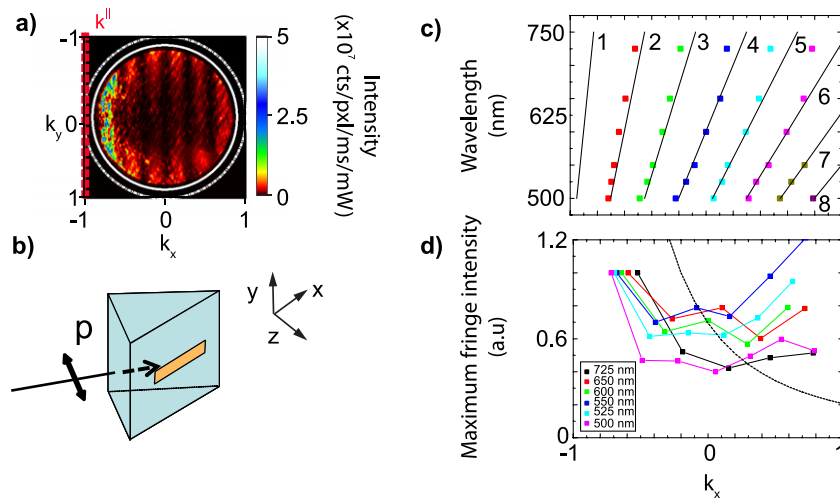 a)
k||
-1
0
1
ky
-1
0
1
kx
5
2.5
0
Intensity
(x10⁷ cts/pxl/ms/mW)
b)
p
y
x
z
c)
750
625
500
Wavelength
(nm)
1
2
3
4
5
6
7
8
d)
1.2
0.6
0
Maximum fringe intensity
(a.u)
725 nm
650 nm
600 nm
550 nm
525 nm
500 nm
-1
0
1
kx